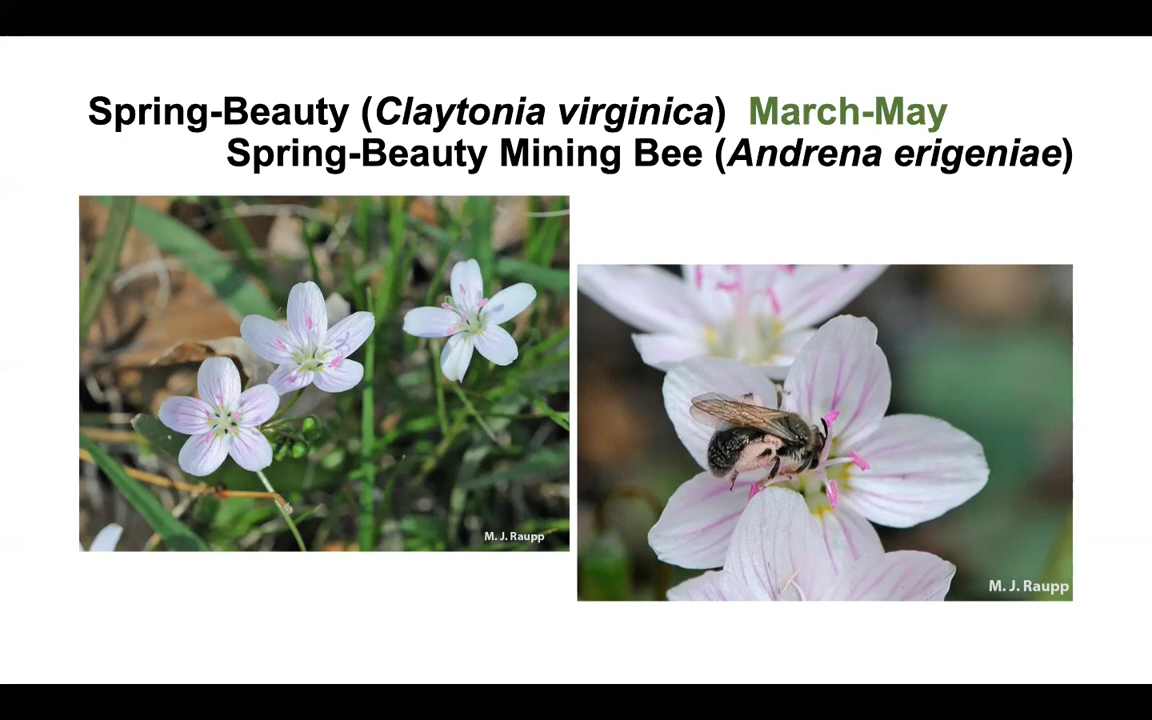 Spring-Beauty (Claytonia virginica) March-May
Spring-Beauty Mining Bee (Andrena erigeniae)
M. J. Raupp
M. J. Raupp